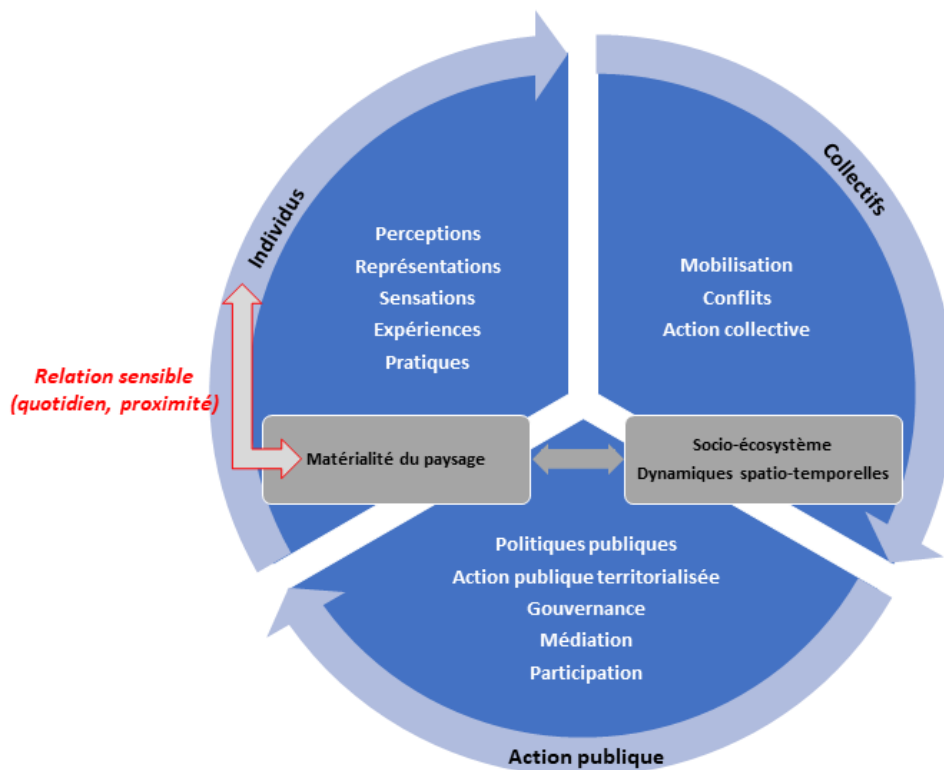 Individus
Collectifs
Perceptions
Représentations
Sensations
Expériences
Pratiques
Mobilisation
Conflits
Action collective
Relation sensible
(quotidien, proximité)
Matérialité du paysage
Socio-écosystème
Dynamiques spatio-temporelles
Politiques publiques
Action publique territorialisée
Gouvernance
Médiation
Participation
Action publique